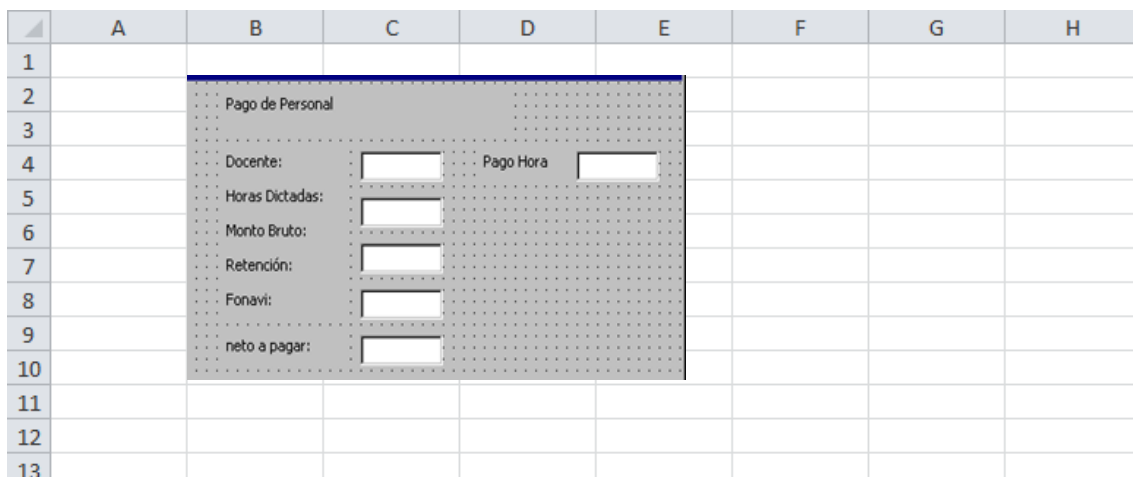 A B C D E F G H
1
2
Pago de Personal
3
4
Docente: Pago Hora
5
Horas Dictadas:
6
Monto Bruto:
7
Retención:
8
Fonavi:
9
neto a pagar:
10
11
12
13